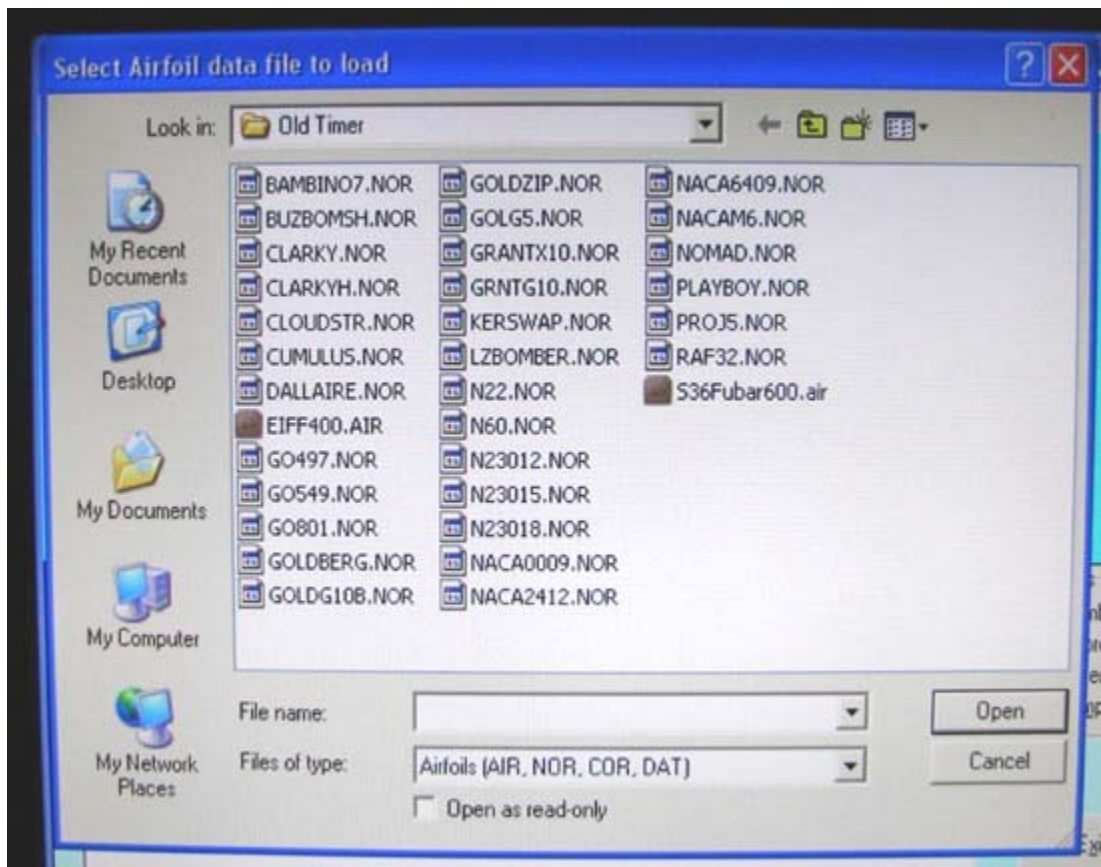 Select Airfoil data file to load
Look in: Old Timer
My Recent
Documents
Desktop
My Documents
My Computer
My Network
Places
BAMBINO7.NOR
BUZBOMSH.NOR
CLARKY.NOR
CLARKYH.NOR
CLOUDSTR.NOR
CUMULUS.NOR
DALLAIRE.NOR
EIFF400.AIR
GO497.NOR
GO549.NOR
GO801.NOR
GOLDBERG.NOR
GOLDG10B.NOR
GOLDZIP.NOR
GOLG5.NOR
GRANTX10.NOR
GRNTG10.NOR
KERSWAP.NOR
LZBOMBER.NOR
N22.NOR
N60.NOR
N23012.NOR
N23015.NOR
N23018.NOR
NACA0009.NOR
NACA2412.NOR
NACA6409.NOR
NACAM6.NOR
NOMAD.NOR
PLAYBOY.NOR
PROJ5.NOR
RAF32.NOR
S36Fubar600.air
File name:
Open
Files of type: Airfoils (AIR, NOR, COR, DAT)
Cancel
Open as read-only